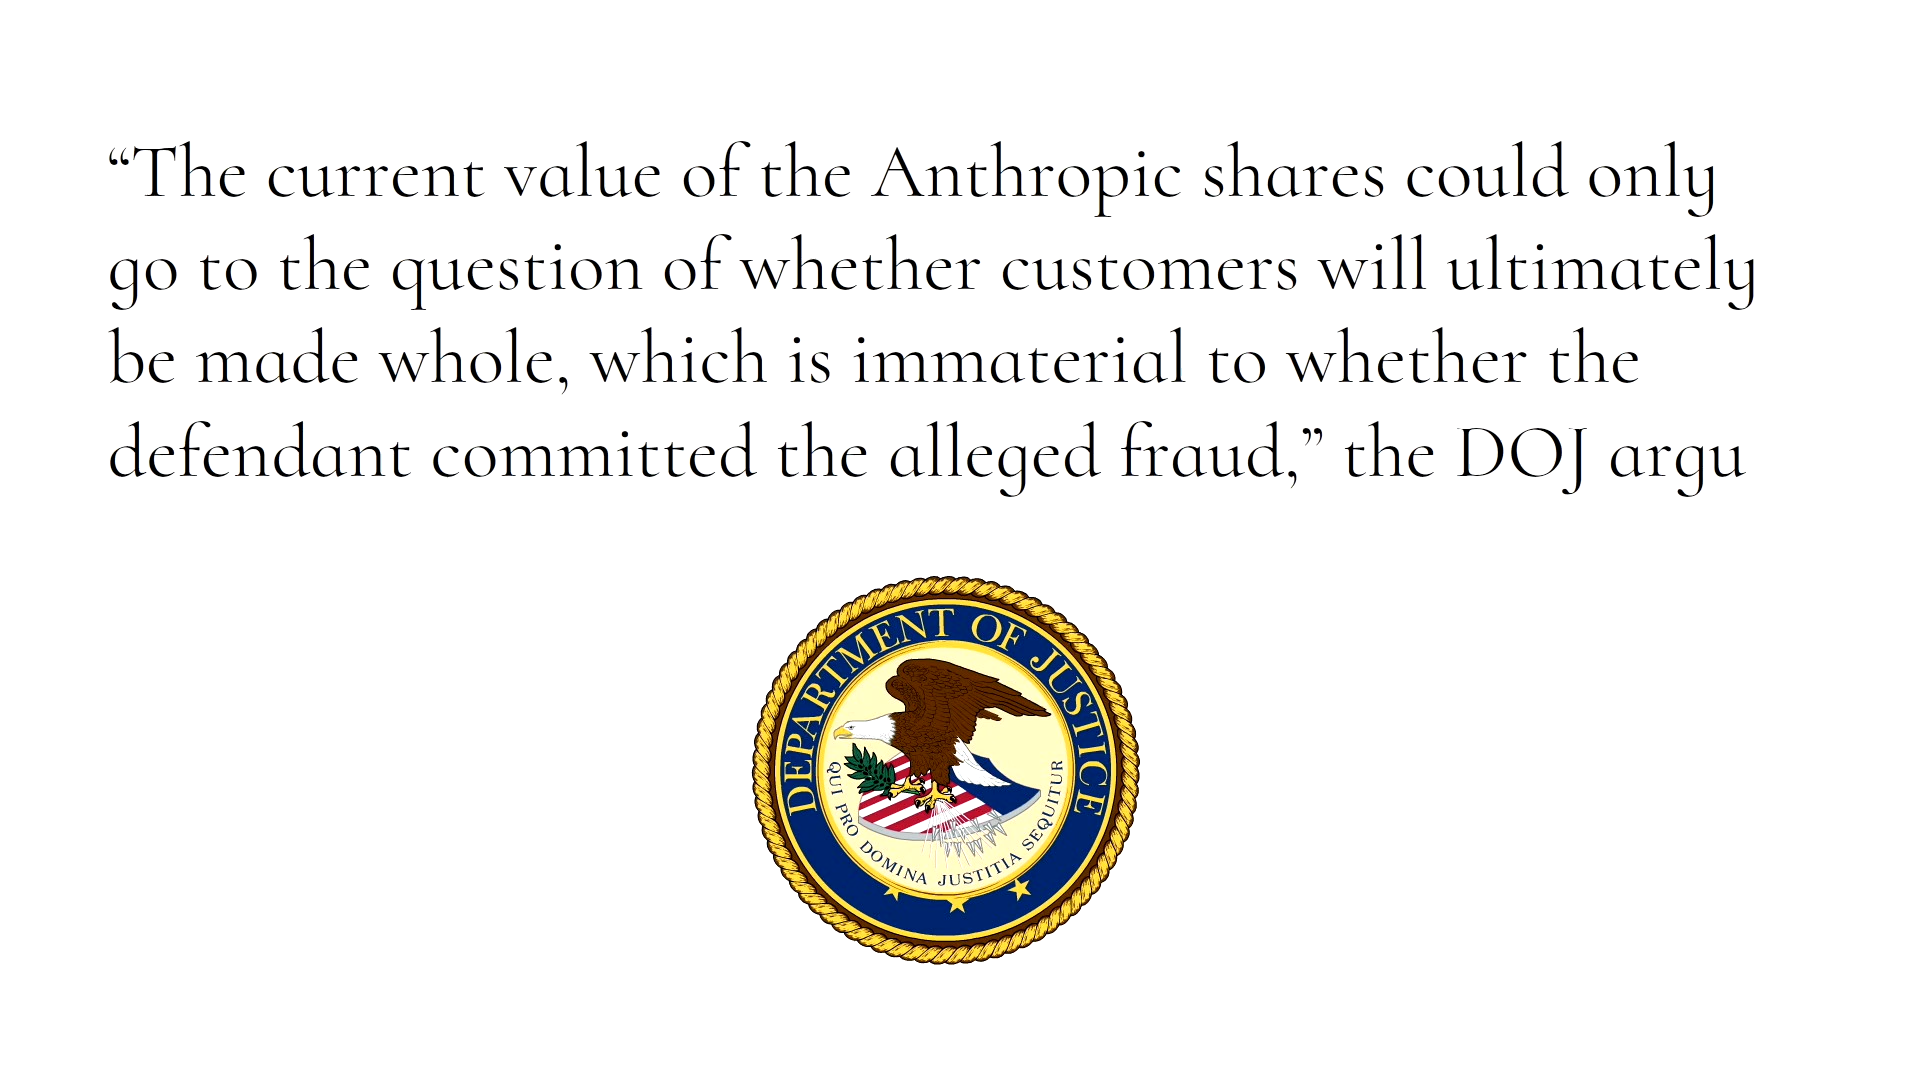 “The current value of the Anthropic shares could only
go to the question of whether customers will ultimately
be made whole, which is immaterial to whether the
defendant committed the alleged fraud,” the DOJ argu
DEPARTMENT OF JUSTICE
QUI PRO DOMINA JUSTITIA SEQUITUR